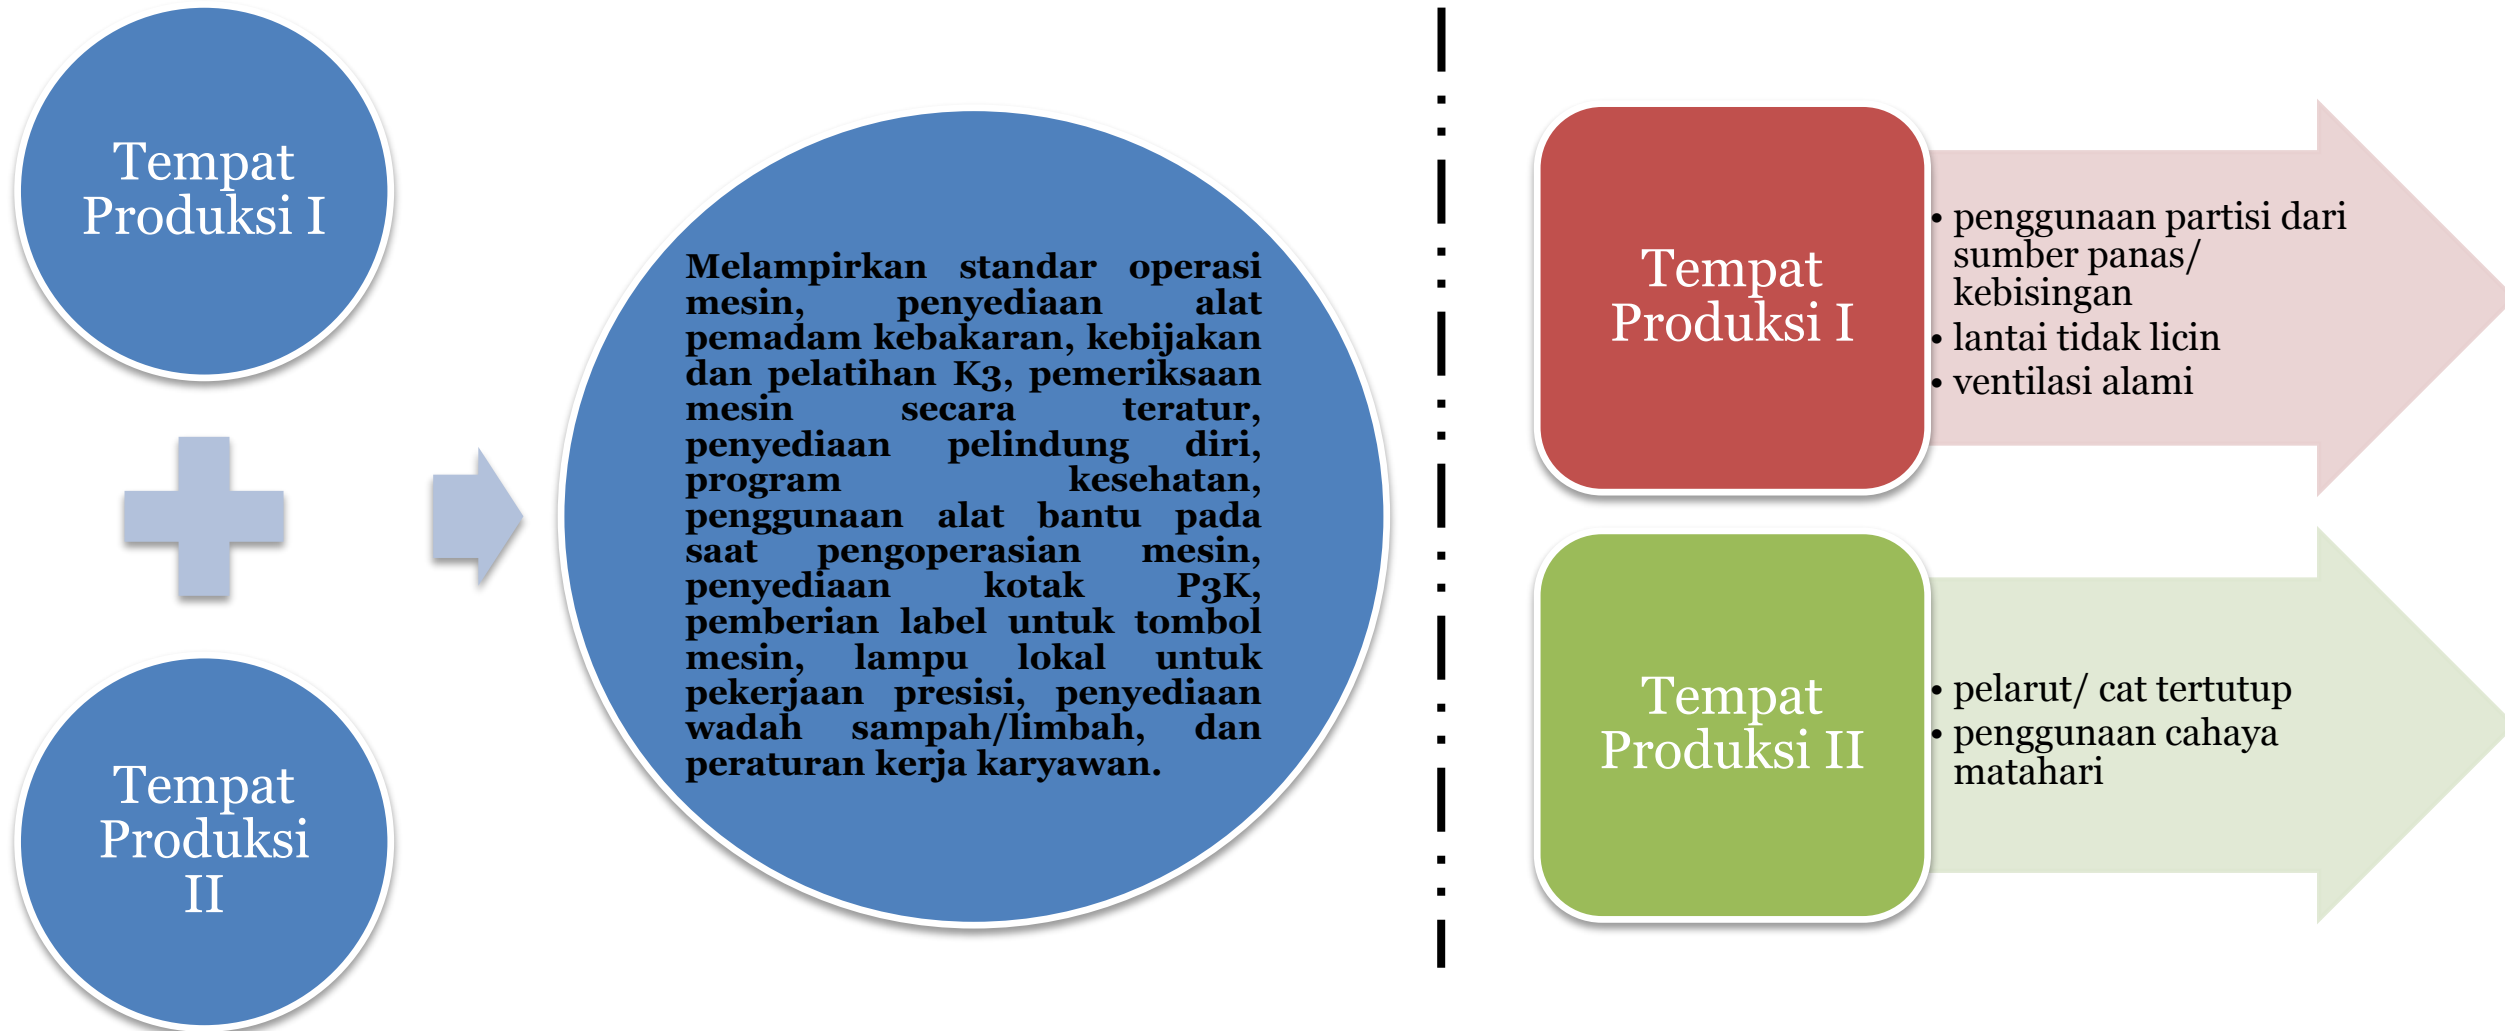 Tempat
Produksi I
Tempat
Produksi
II
Melampirkan standar operasi
mesin, penyediaan alat
pemadam kebakaran, kebijakan
dan pelatihan K3, pemeriksaan
mesin secara teratur,
penyediaan pelindung diri,
program kesehatan,
penggunaan alat bantu pada
saat pengoperasian mesin,
penyediaan kotak P3K,
pemberian label untuk tombol
mesin, lampu lokal untuk
pekerjaan presisi, penyediaan
wadah sampah/limbah, dan
peraturan kerja karyawan.
Tempat
Produksi I
• penggunaan partisi dari
sumber panas/
kebisingan
• lantai tidak licin
• ventilasi alami
Tempat
Produksi II
• pelarut/ cat tertutup
• penggunaan cahaya
matahari